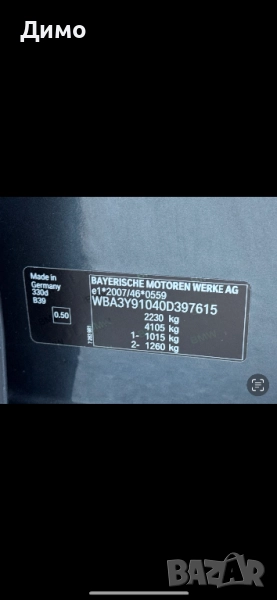 Димо
Made in
Germany
330d
B39
0.50
BAYERISCHE MOTOREN WERKE AG
e1*2007/46*0559
WBA3Y91040D397615
2230 kg
4105 kg
1- 1015 kg
2- 1260 kg
BAZAR